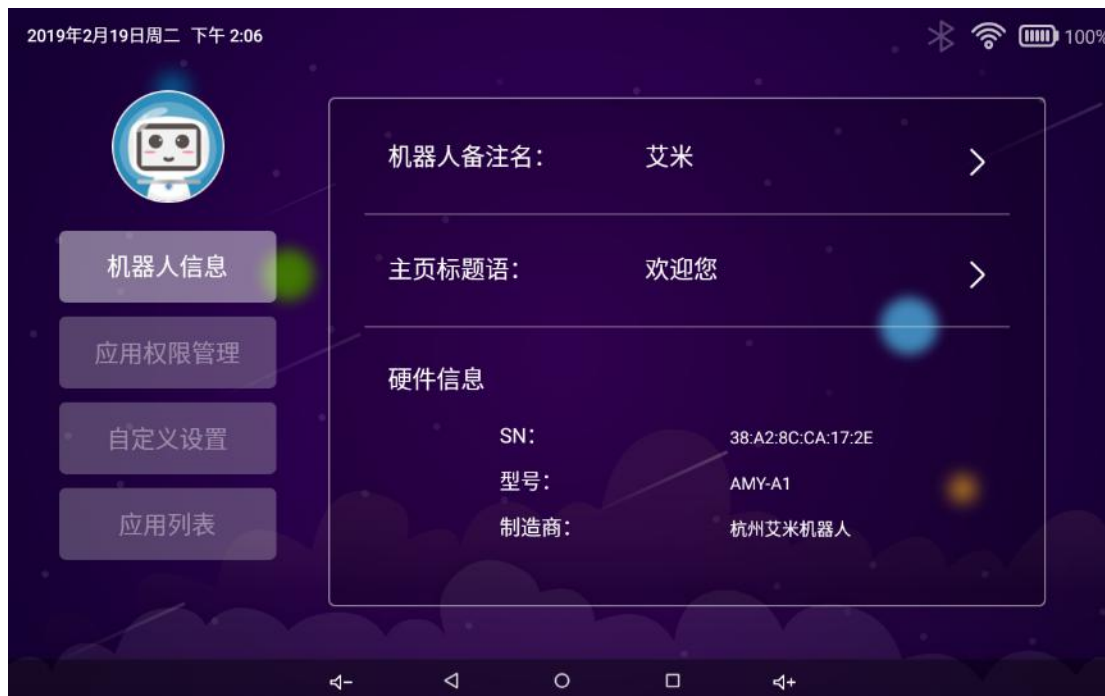 2019年2月19日周二 下午 2:06
100%
机器人备注名： 艾米
机器人信息
主页标题语： 欢迎您
应用权限管理
硬件信息
自定义设置
SN： 38:A2:8C:CA:17:2E
型号： AMY-A1
应用列表
制造商： 杭州艾米机器人